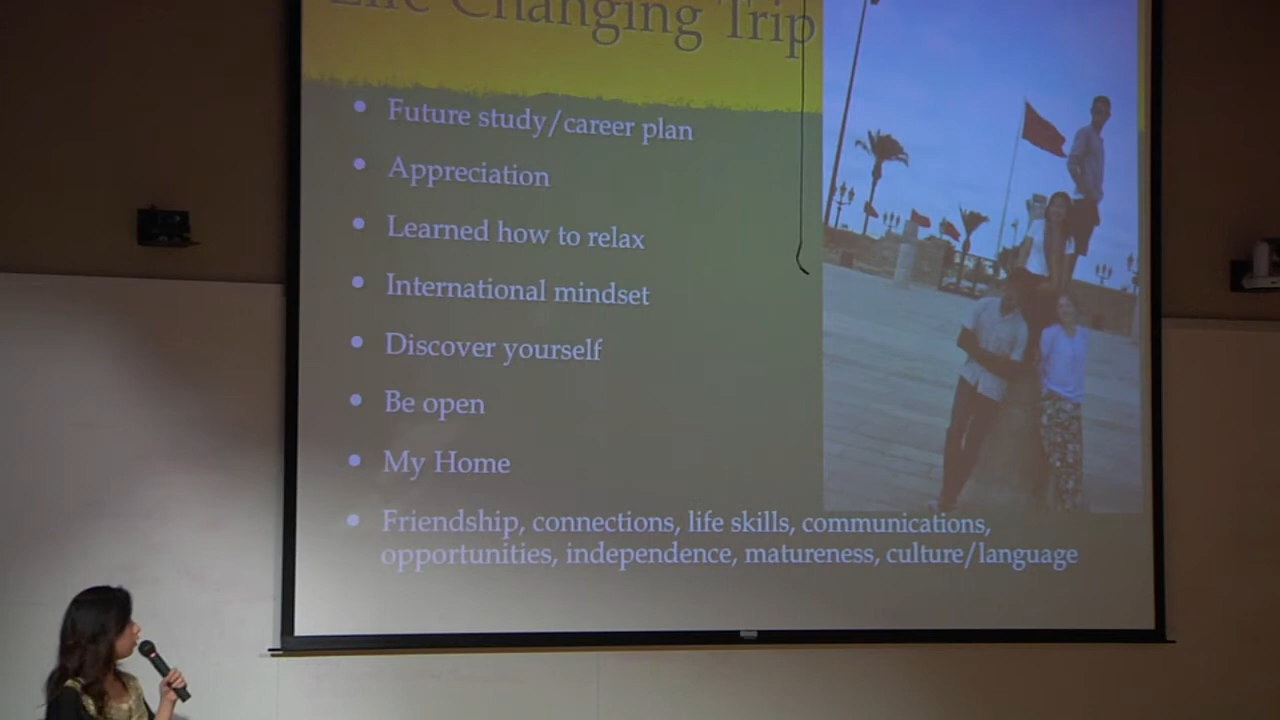 Life Changing Trip
• Future study/career plan
• Appreciation
• Learned how to relax
• International mindset
• Discover yourself
• Be open
• My Home
• Friendship, connections, life skills, communications,
opportunities, independence, matureness, culture/language